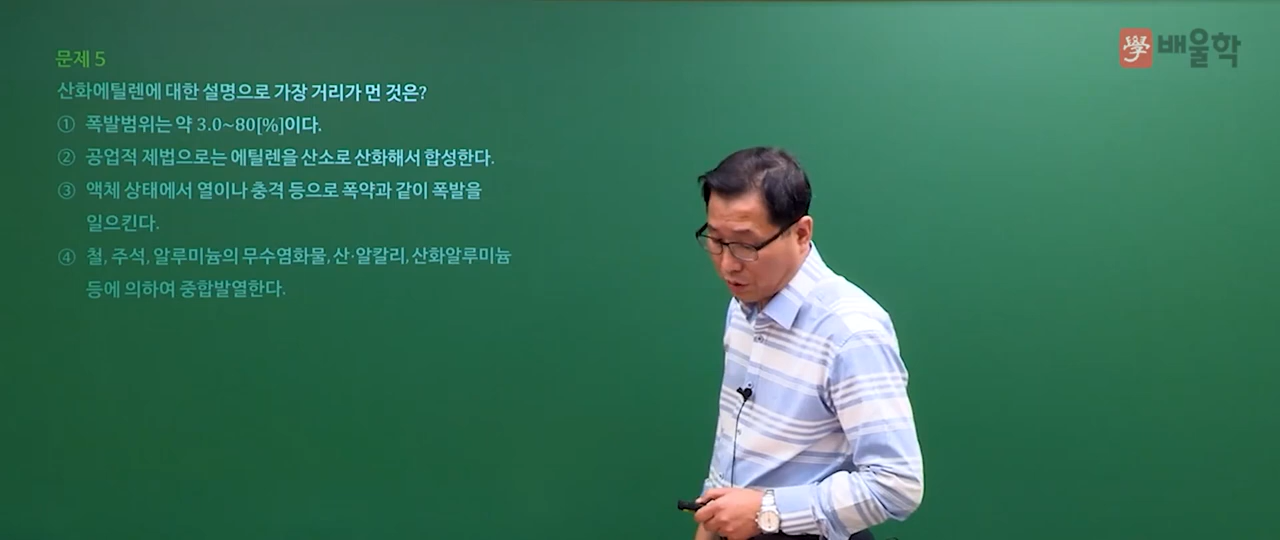 學 배울학
문제 5
산화에틸렌에 대한 설명으로 가장 거리가 먼 것은?
① 폭발범위는 약 3.0~80[%]이다.
② 공업적 제법으로는 에틸렌을 산소로 산화해서 합성한다.
③ 액체 상태에서 열이나 충격 등으로 폭약과 같이 폭발을
일으킨다.
④ 철, 주석, 알루미늄의 무수염화물, 산·알칼리, 산화알루미늄
등에 의하여 중합발열한다.